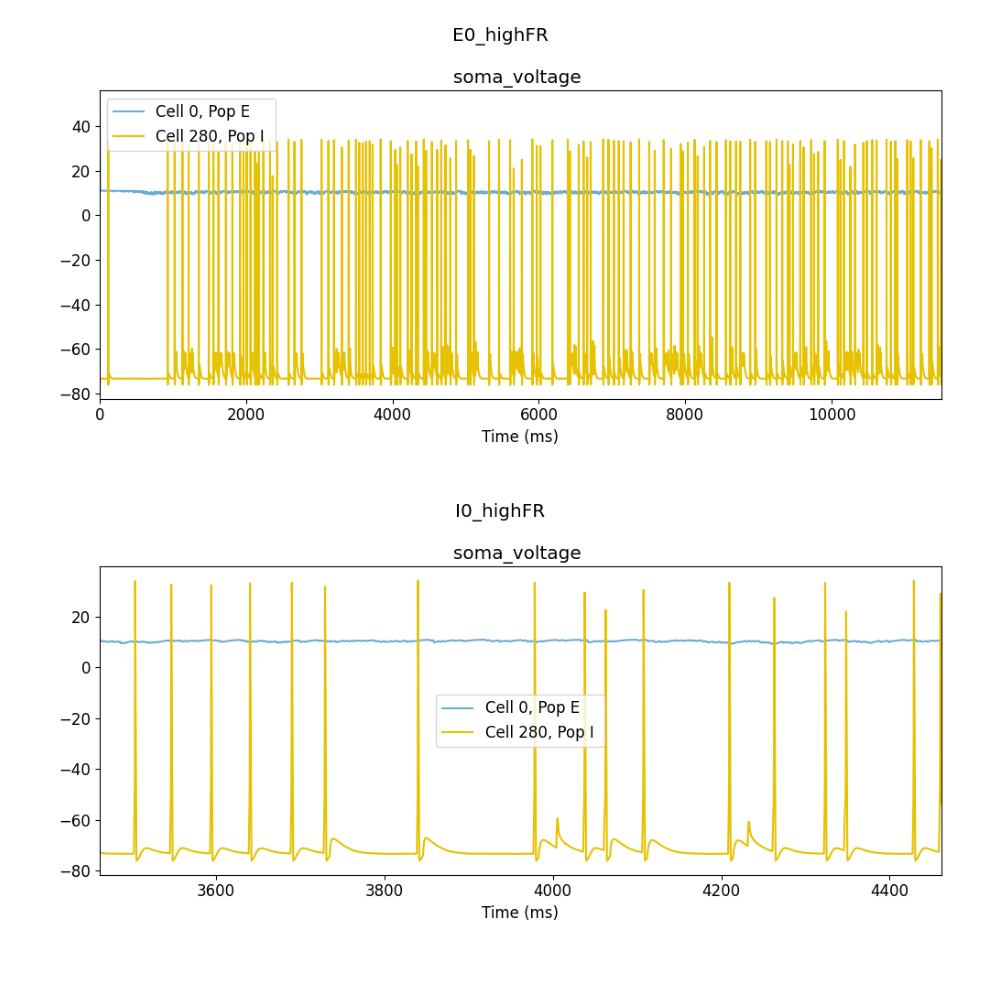 E0_highFR
soma_voltage
Cell 0, Pop E
Cell 280, Pop I
40
20
0
−20
−40
−60
−80
0 2000 4000 6000 8000 10000
Time (ms)
I0_highFR
soma_voltage
20
0
Cell 0, Pop E
−20
Cell 280, Pop I
−40
−60
−80
3600 3800 4000 4200 4400
Time (ms)